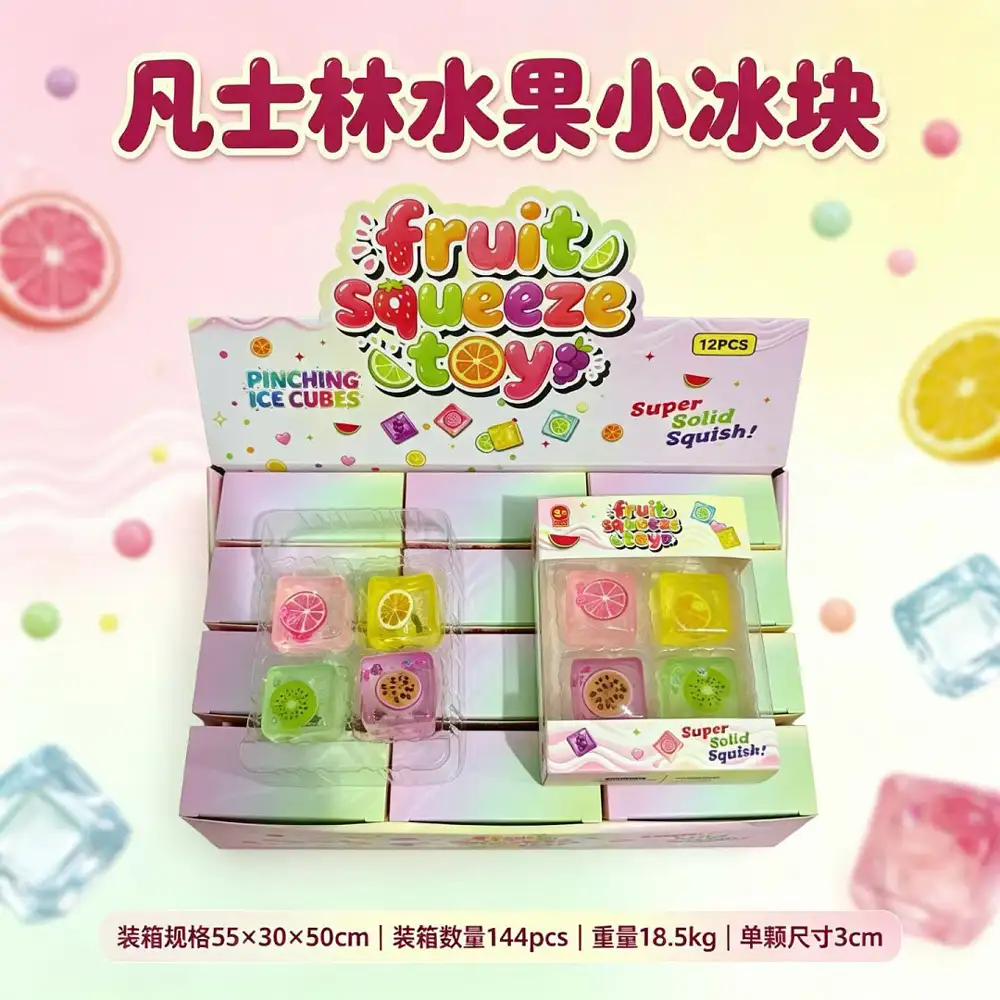 凡士林水果小冰块
fruit
squeeze
toy
12PCS
PINCHING
ICE CUBES
Super
Solid
Squish!
fruit
squeeze
toy
Super
Solid
Squish!
fruit
squeeze
装箱规格55×30×50cm | 装箱数量144pcs | 重量18.5kg | 单颗尺寸3cm